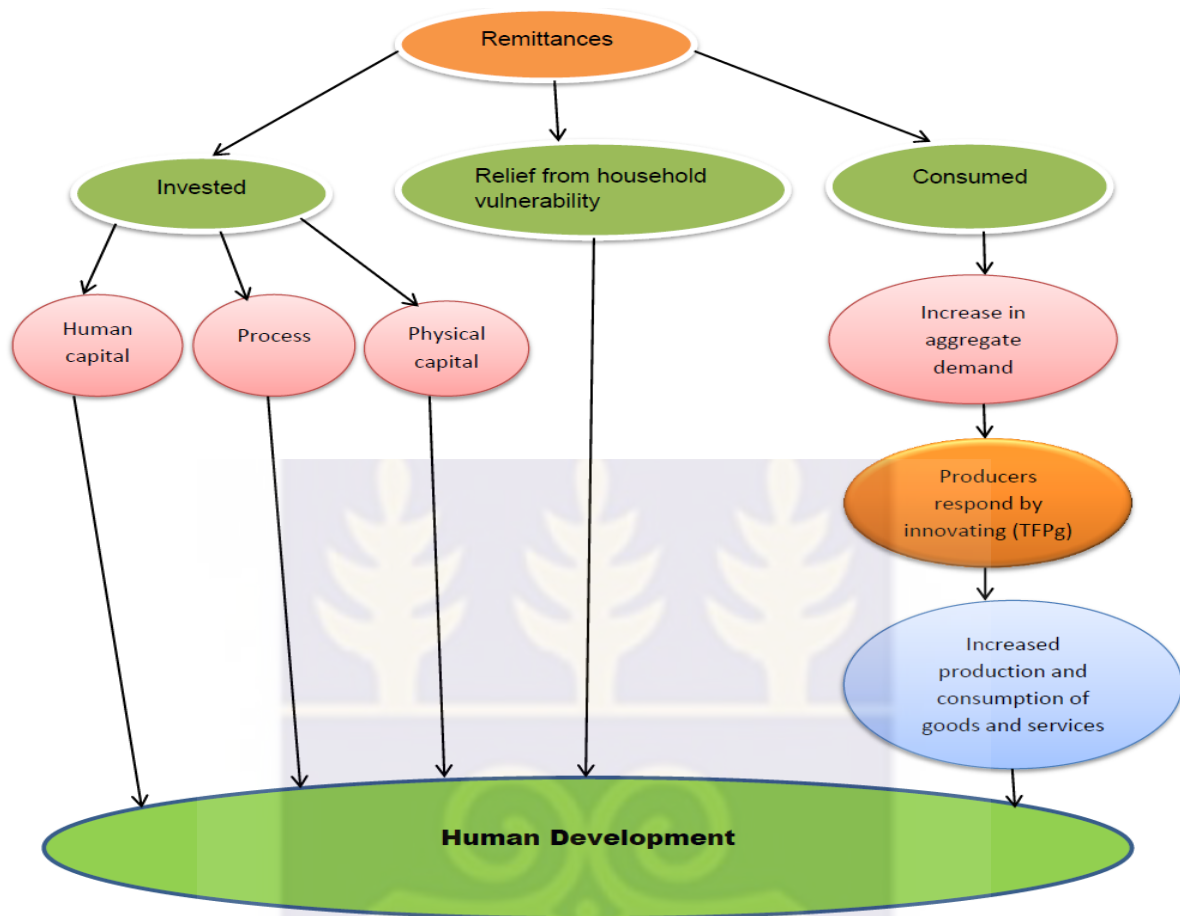 Remittances
Invested
Relief from household
vulnerability
Consumed
Human
capital
Process
Physical
capital
Increase in
aggregate
demand
Producers
respond by
innovating (TFPg)
Increased
production and
consumption of
goods and services
Human Development